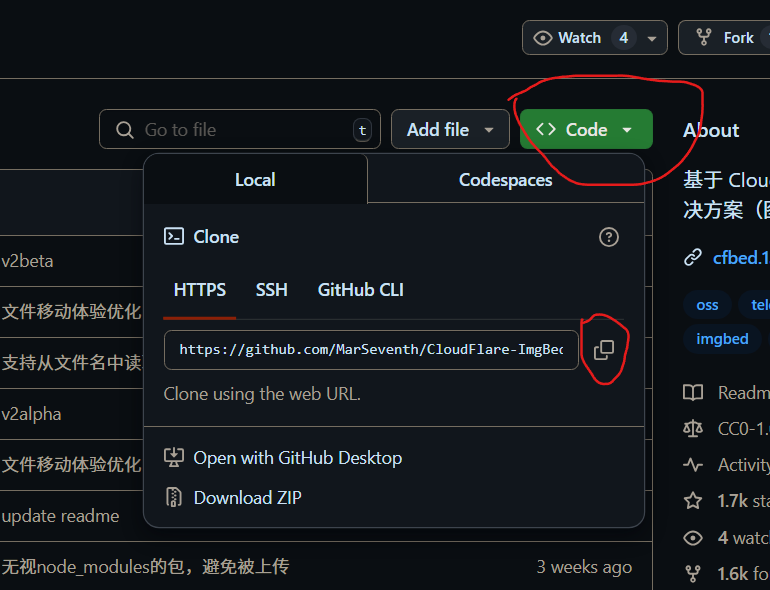 Watch 4
Fork
Go to file t
Add file
Code
About
Local
Codespaces
基于 Clou
决方案（
Clone
v2beta
cfbed.1
HTTPS
SSH
GitHub CLI
oss
tele
文件移动体验优化
imgbed
https://github.com/MarSeventh/CloudFlare-ImgBed
支持从文件名中读
Clone using the web URL.
Readm
v2alpha
CC0-1.
Open with GitHub Desktop
文件移动体验优化
Activity
Download ZIP
1.7k sta
update readme
4 watc
无视node_modules的包，避免被上传
3 weeks ago
1.6k fo